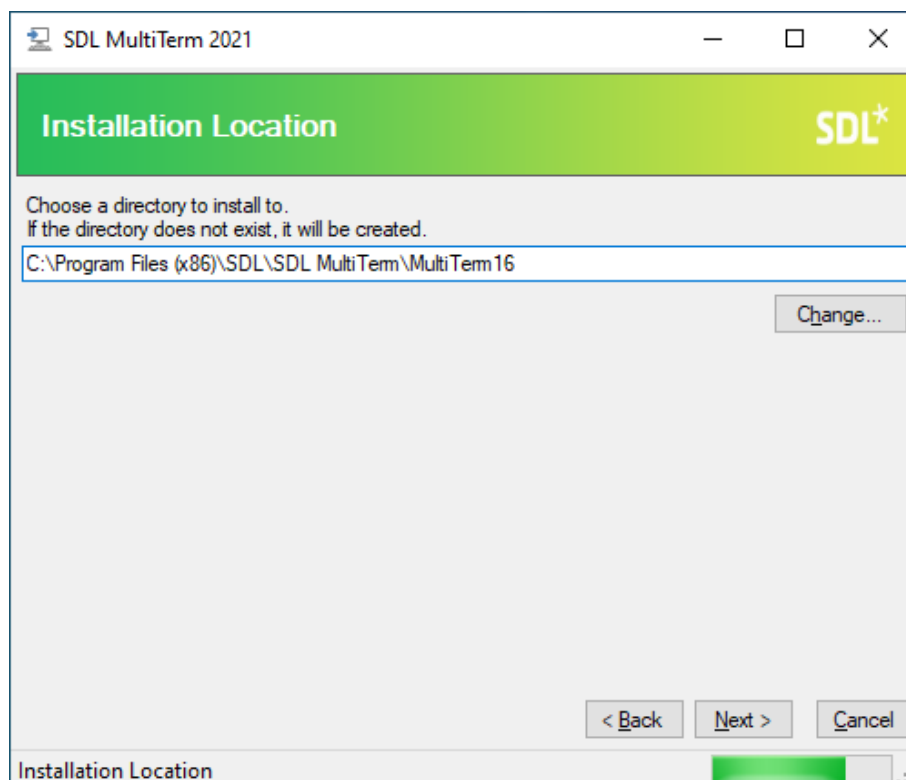 SDL MultiTerm 2021
Installation Location
SDL*
Choose a directory to install to.
If the directory does not exist, it will be created.
C:\Program Files (x86)\SDL\SDL MultiTerm\MultiTerm16
Change...
< Back
Next >
Cancel
Installation Location